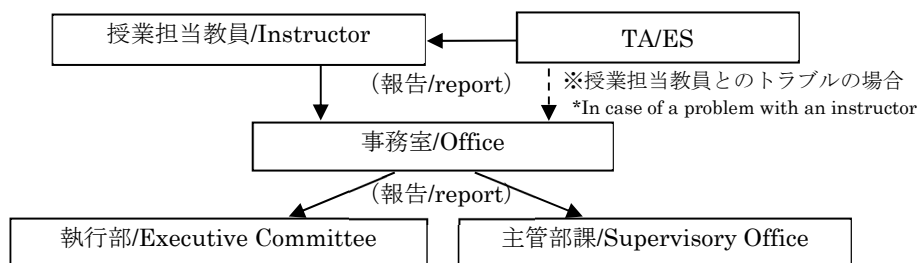 授業担当教員/Instructor
TA/ES
（報告/report）
※授業担当教員とのトラブルの場合
*In case of a problem with an instructor
事務室/Office
（報告/report）
執行部/Executive Committee
主管部課/Supervisory Office